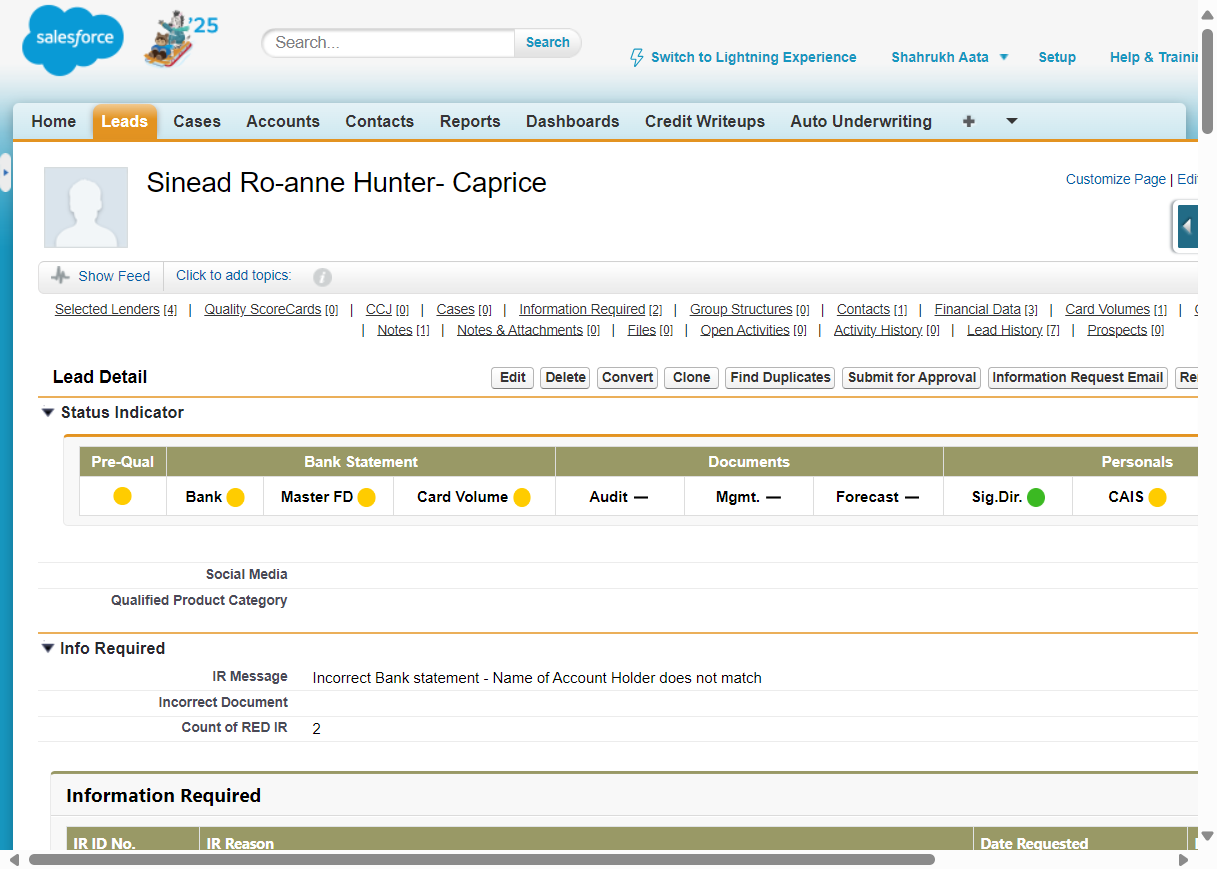 salesforce '25 Search... Search Switch to Lightning Experience Shahrukh Aata Setup Help &
Home Leads Cases Accounts Contacts Reports Dashboards Credit Writeups Auto Underwriting +
Sinead Ro-anne Hunter- Caprice
Customize Page |
Show Feed Click to add topics: i
Selected Lenders [4] | Quality ScoreCards [0] | CCJ [0] | Cases [0] | Information Required [2] | Group Structures [0] | Contacts [1] | Financial Data [3] | Card Volumes [1] |
| Notes [1] | Notes & Attachments [0] | Files [0] | Open Activities [0] | Activity History [0] | Lead History [7] | Prospects [0]
Lead Detail Edit Delete Convert Clone Find Duplicates Submit for Approval Information Request Email
Status Indicator
Pre-Qual Bank Statement Documents Personals
Bank Master FD Card Volume Audit — Mgmt. — Forecast — Sig.Dir. CAIS
Social Media
Qualified Product Category
Info Required
IR Message Incorrect Bank statement - Name of Account Holder does not match
Incorrect Document
Count of RED IR 2
Information Required
IR ID No. IR Reason Date Requested